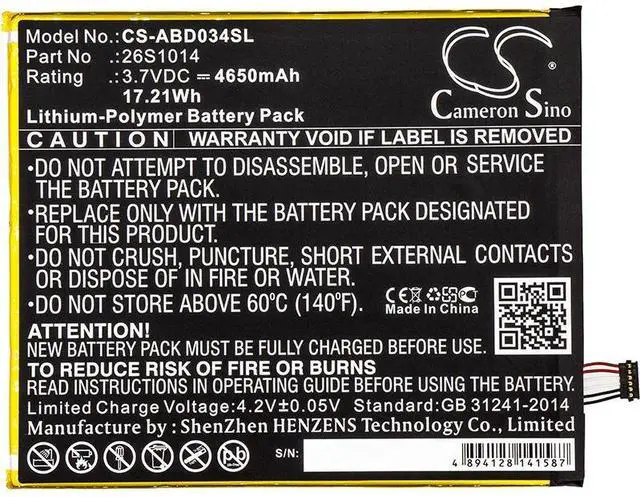 Model No.: CS-ABD034SL
Part No :26S1014
Rating :3.7VDC ⎓ 4650mAh
17.21Wh
Lithium-Polymer Battery Pack
CS
Cameron Sino
CAUTION WARRANTY VOID IF LABEL IS REMOVED
•DO NOT ATTEMPT TO DISASSEMBLE, OPEN OR SERVICE
THE BATTERY PACK.
•REPLACE ONLY WITH THE BATTERY PACK DESIGNATED
FOR THIS PRODUCT.
•DO NOT CRUSH, PUNCTURE, SHORT EXTERNAL CONTACTS
OR DISPOSE OF IN FIRE OR WATER.
•DO NOT STORE ABOVE 60°C (140°F).
CE
Made in China
ATTENTION
NEW BATTERY PACK MUST BE FULLY CHARGED BEFORE USE
TO REDUCE RISK OF FIRE OR BURNS
READ INSTRUCTIONS OPERATING GUIDE BEFORE USING BATTERY
Limited Charge Voltage:4.2V±0.05V Standard:GB 31241-2014
Manufacture by : ShenZhen HENZENS Technology Co., Limited
S/N:
4 894128 141587